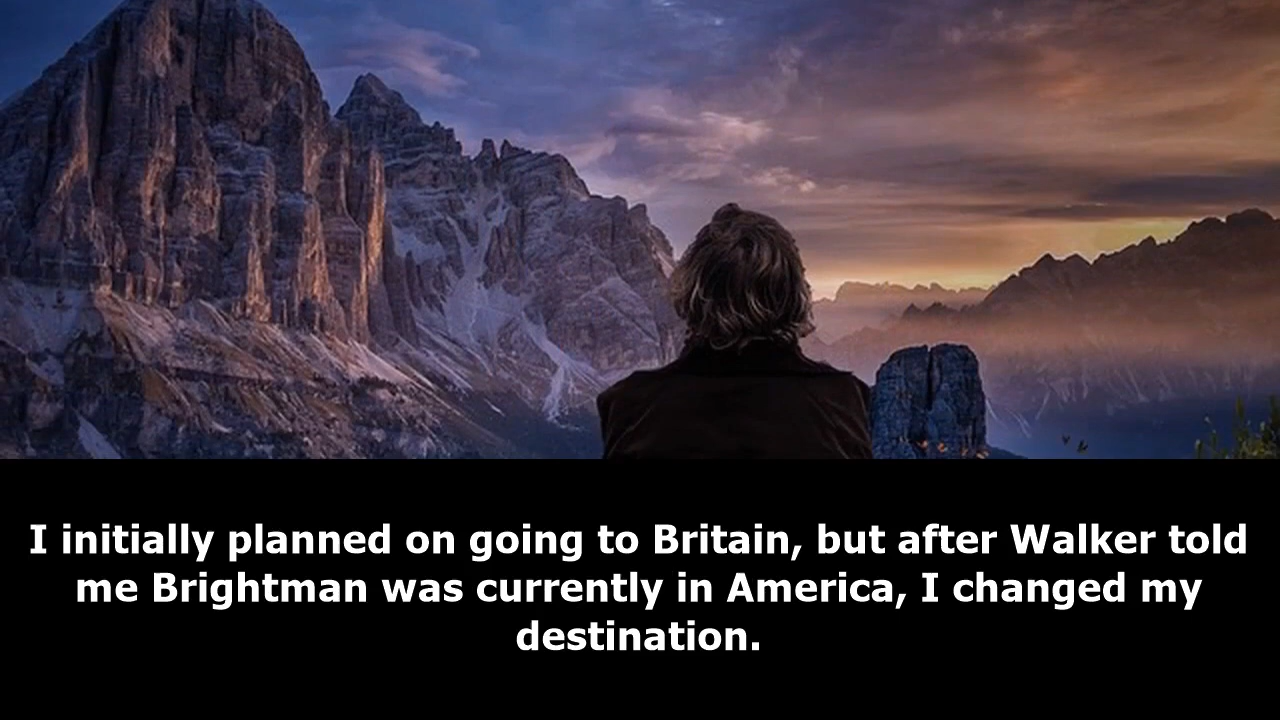 I initially planned on going to Britain, but after Walker told
me Brightman was currently in America, I changed my
destination.